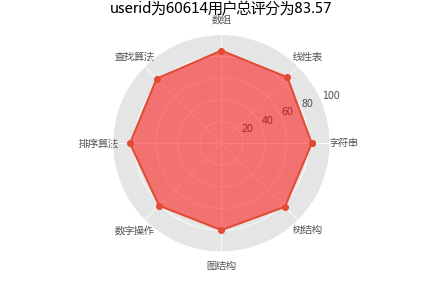 userid为60614用户总评分为83.57
数组
查找算法
线性表
100
80
60
40
20
排序算法
字符串
数字操作
树结构
图结构